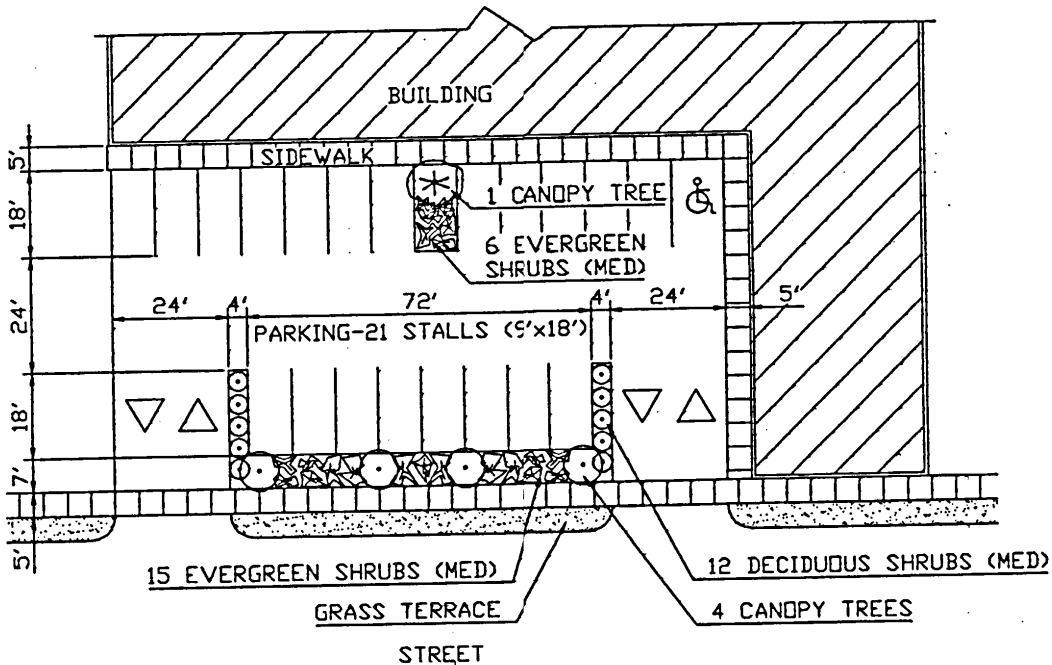 BUILDING
5'
SIDEWALK
18'
1 CANOPY TREE
6 EVERGREEN
SHRUBS (MED)
24'
24'
4'
72'
4'
24'
5'
PARKING-21 STALLS (9'x18')
18'
7'
5'
15 EVERGREEN SHRUBS (MED)
12 DECIDUOUS SHRUBS (MED)
GRASS TERRACE
4 CANOPY TREES
STREET